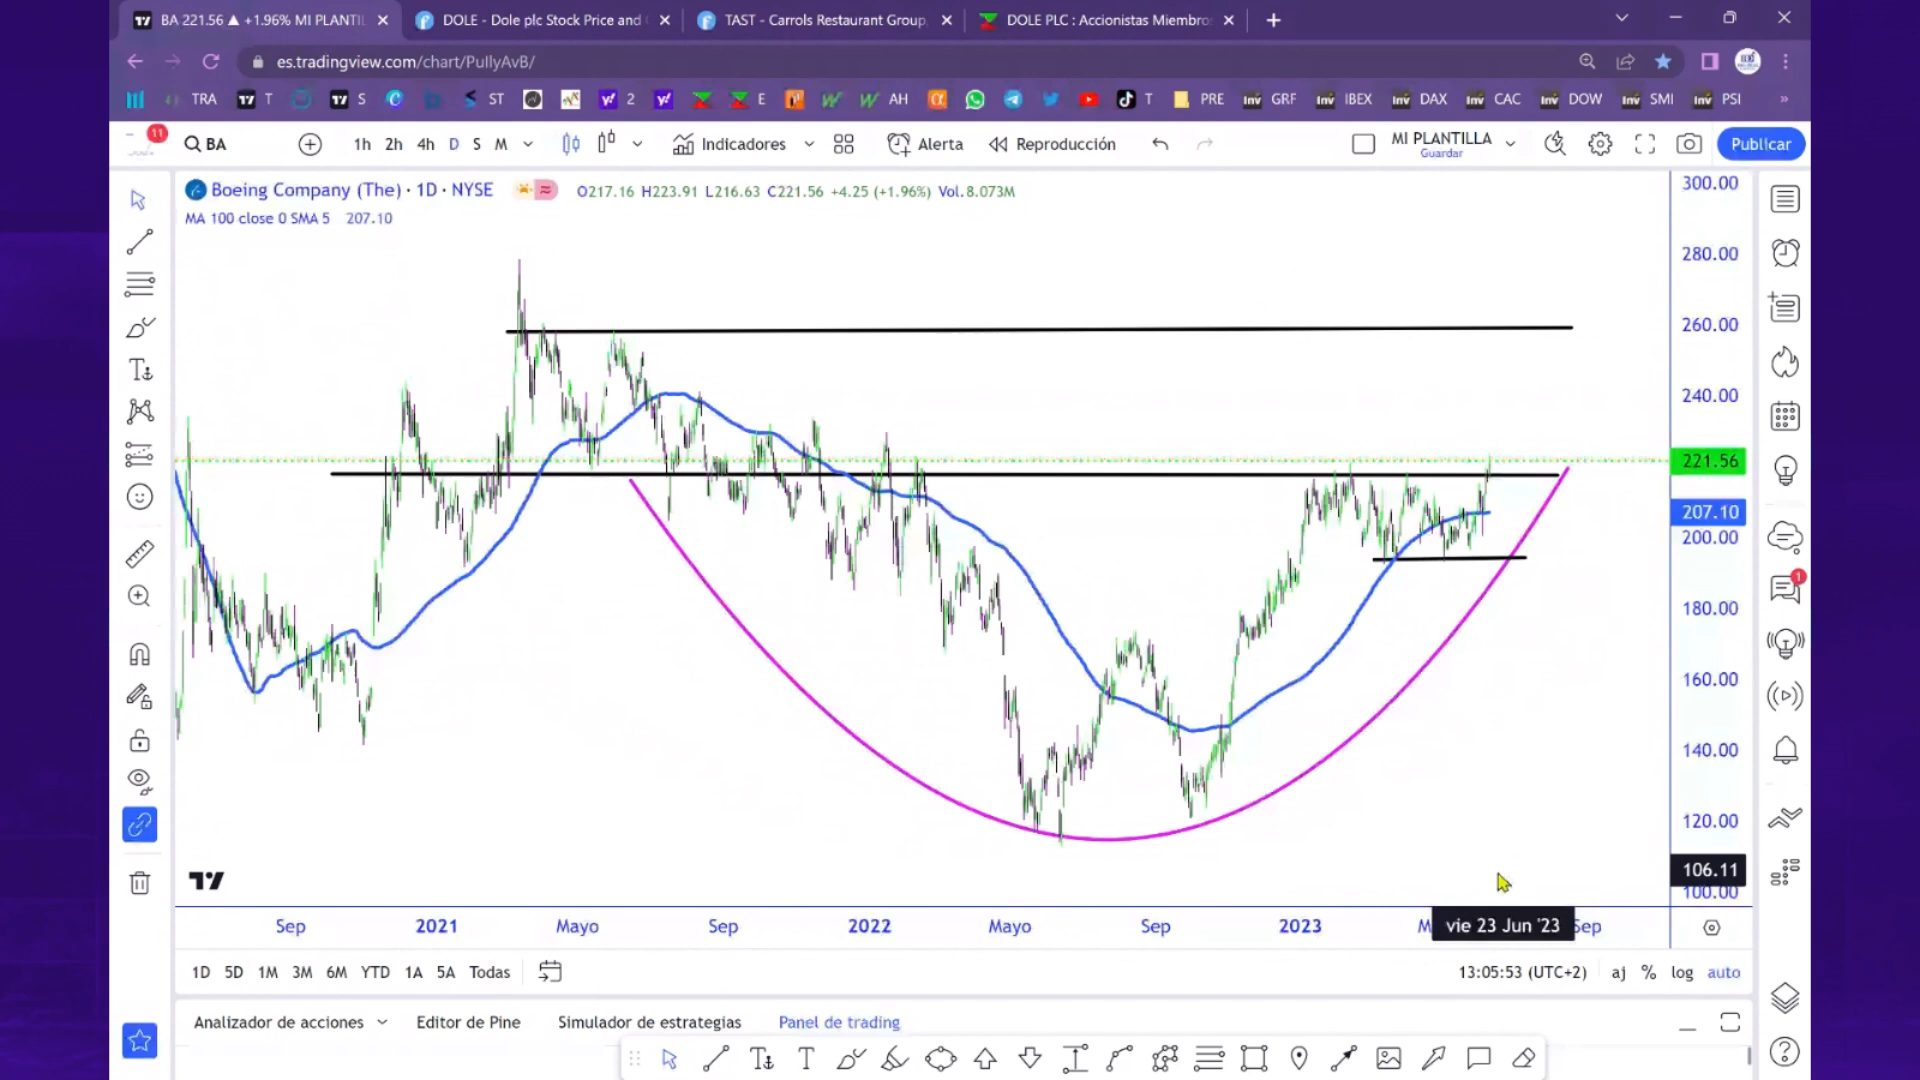 BA 221.56 ▲ +1.96% MI PLANTIL
DOLE - Dole plc Stock Price and
TAST - Carrols Restaurant Group,
DOLE PLC : Accionistas Miembros
es.tradingview.com/chart/PuIlyAvB/
TRA T S ST 2 E AH T PRE GRF IBEX DAX CAC DOW SMI PSI »
11
BA
1h 2h 4h D S M
Indicadores
Alerta
Reproducción
MI PLANTILLA
Guardar
Publicar
Boeing Company (The) · 1D · NYSE
O217.16 H223.91 L216.63 C221.56 +4.25 (+1.96%) Vol.8.073M
MA 100 close 0 SMA 5 207.10
300.00
280.00
260.00
240.00
221.56
207.10
200.00
180.00
160.00
140.00
120.00
106.11
100.00
1
Sep 2021 Mayo Sep 2022 Mayo Sep 2023 vie 23 Jun '23 Sep
1D 5D 1M 3M 6M YTD 1A 5A Todas
13:05:53 (UTC+2) aj % log auto
Analizador de acciones Editor de Pine Simulador de estrategias Panel de trading